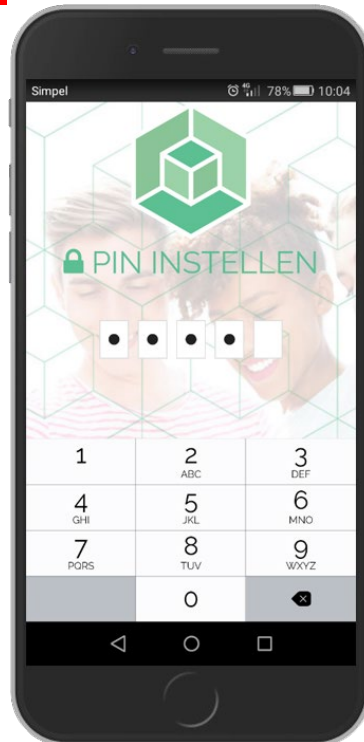 Simpel 4G 78% 10:04
PIN INSTELLEN
1 2 3
ABC DEF
4 5 6
GHI JKL MNO
7 8 9
PQRS TUV WXYZ
0